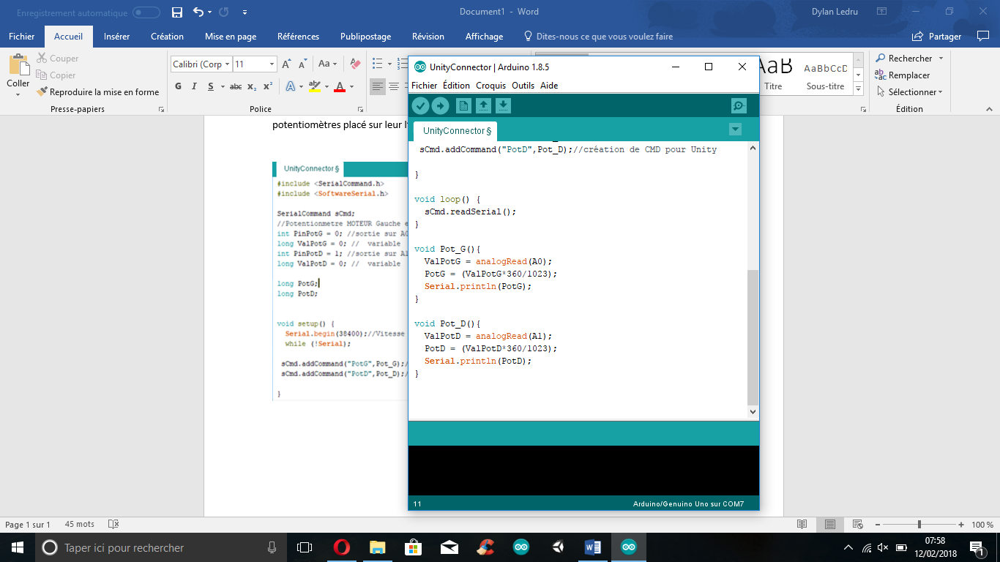 Enregistrement automatique
Document1 - Word
Dylan Ledru
Fichier Accueil Insérer Création Mise en page Références Publipostage Révision Affichage Dites-nous ce que vous voulez faire Partager
Coller
Couper
Copier
Reproduire la mise en forme
Presse-papiers
Calibri (Corp 11
G I S abc x₂ x²
Police
AaB
Titre
AaBbCcD
Sous-titre
Rechercher
Remplacer
Sélectionner
Édition
potentiomètres placé sur leur
UnityConnector §
#include <SerialCommand.h>
#include <SoftwareSerial.h>
SerialCommand sCmd;
//Potentionmetre MOTEUR Gauche
int PinPotG = 0; //sortie sur
long ValPotG = 0; // variable
int PinPotD = 1; //sortie sur
long ValPotD = 0; // variable
long PotG;
long PotD;
void setup() {
Serial.begin(38400);//Vitesse
while (!Serial);
sCmd.addCommand("PotG",Pot_G);/
sCmd.addCommand("PotD",Pot_D);/
}
UnityConnector | Arduino 1.8.5
Fichier Édition Croquis Outils Aide
UnityConnector §
sCmd.addCommand("PotD",Pot_D);//création de CMD pour Unity
}
void loop() {
sCmd.readSerial();
}
void Pot_G(){
ValPotG = analogRead(A0);
PotG = (ValPotG*360/1023);
Serial.println(PotG);
}
void Pot_D(){
ValPotD = analogRead(A1);
PotD = (ValPotD*360/1023);
Serial.println(PotD);
}
11
Arduino/Genuino Uno sur COM7
Page 1 sur 1 45 mots 100 %
Taper ici pour rechercher
07:58
12/02/2018
1